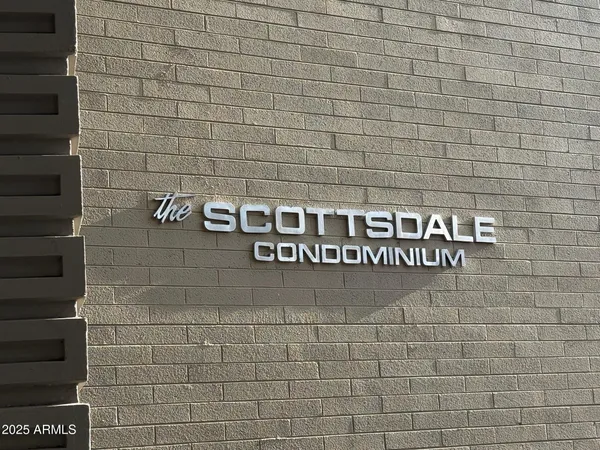 the SCOTTSDALE
CONDOMINIUM
2025 ARMLS